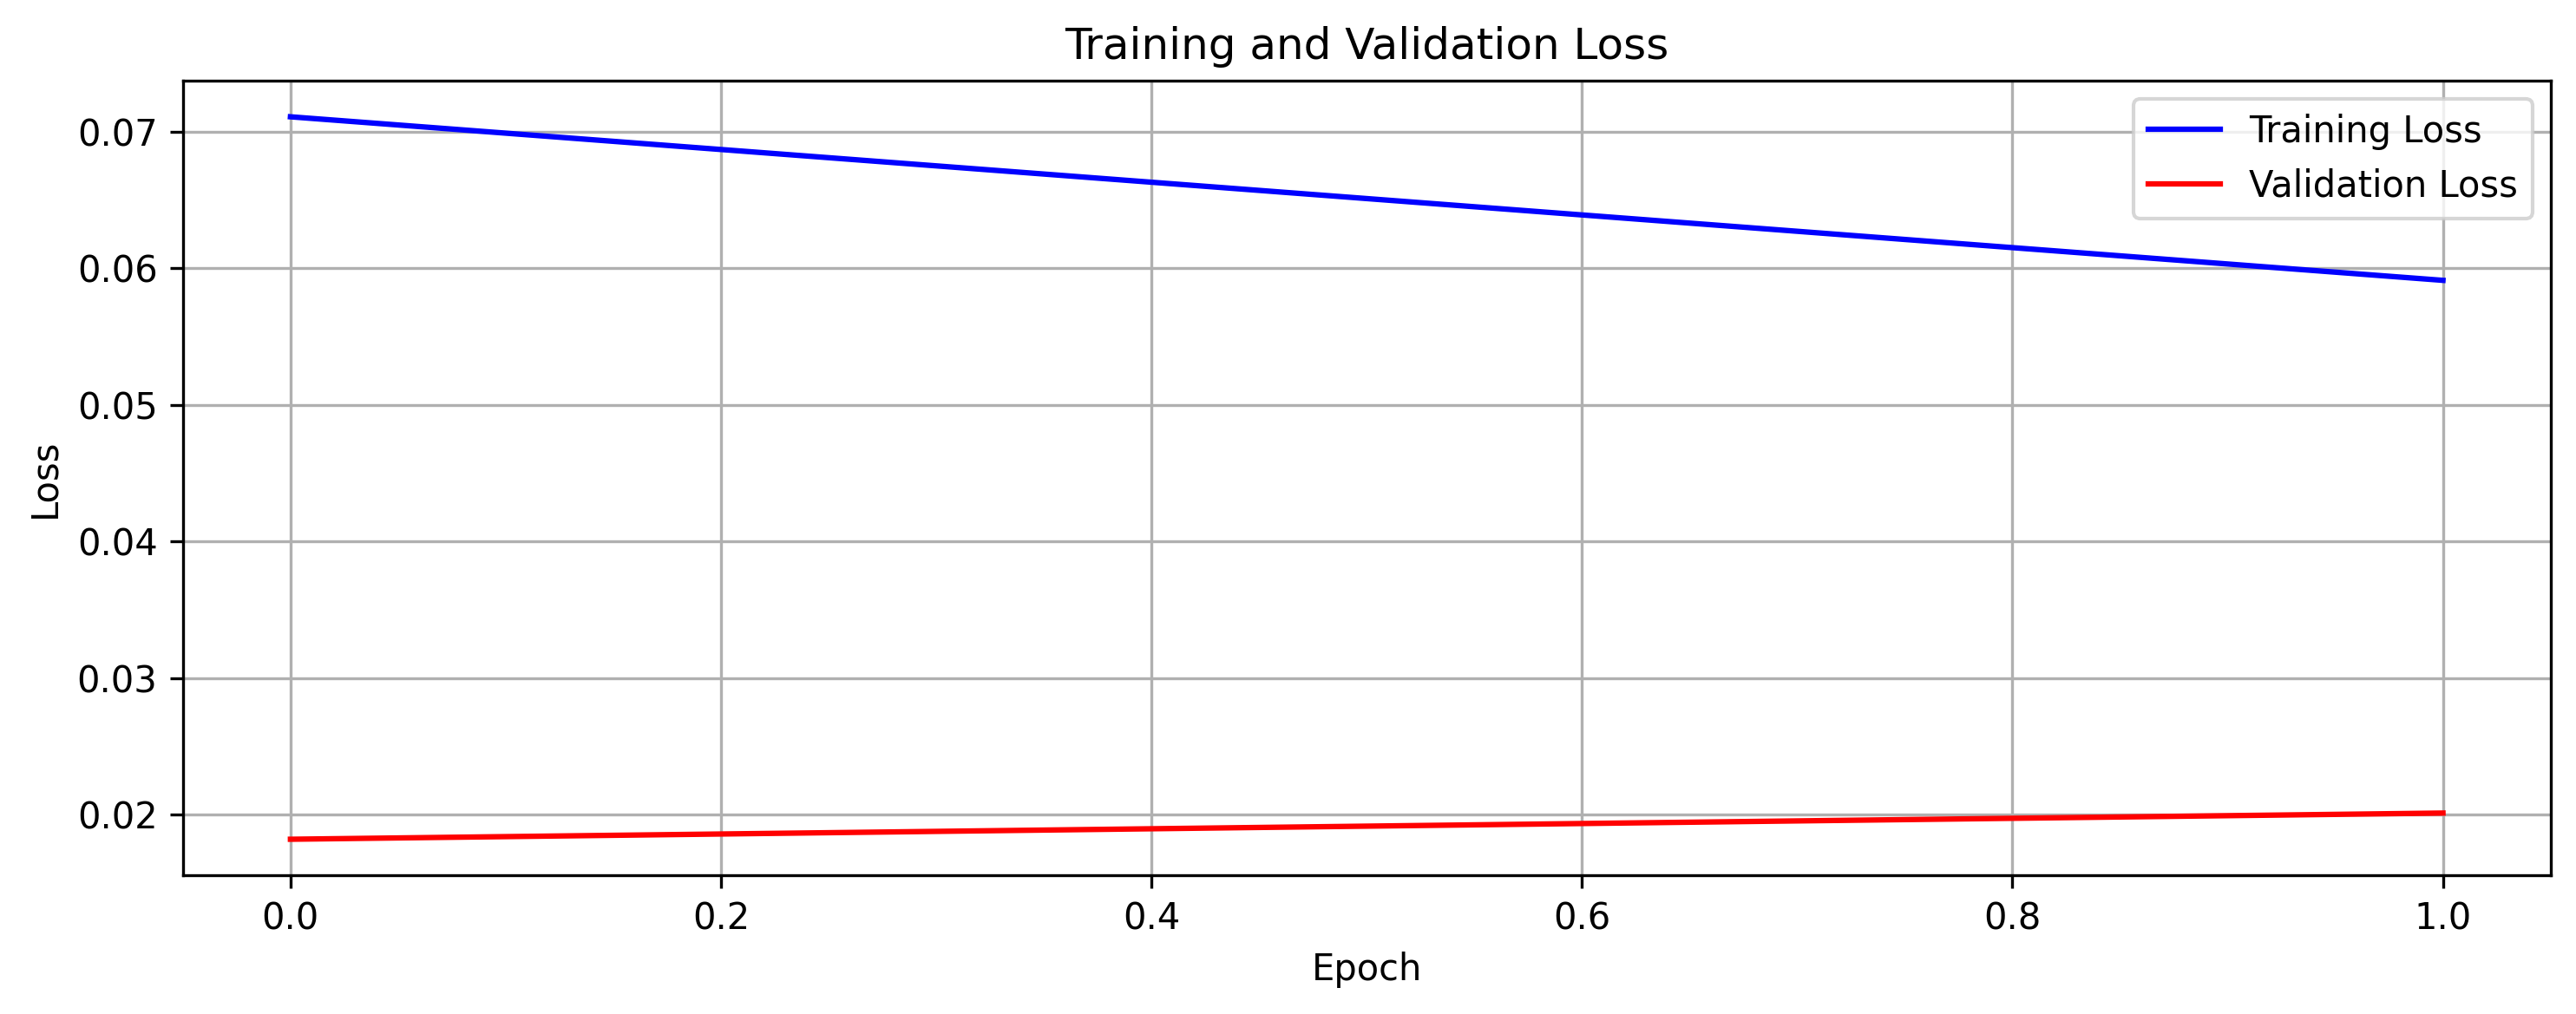 Training and Validation Loss
Training Loss
Validation Loss
0.07
0.06
0.05
0.04
0.03
0.02
Loss
0.0 0.2 0.4 0.6 0.8 1.0
Epoch